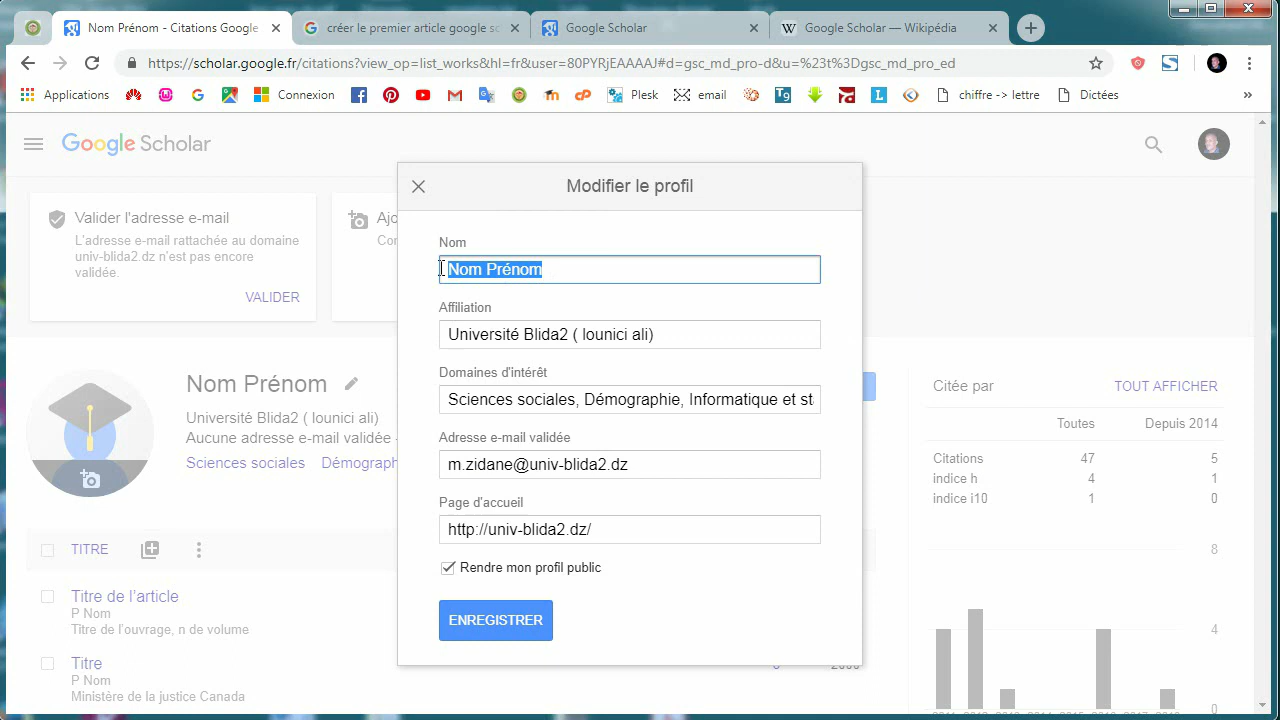 Nom Prénom - Citations Google
créer le premier article google sc
Google Scholar
Google Scholar — Wikipédia
https://scholar.google.fr/citations?view_op=list_works&hl=fr&user=80PYRjEAAAAJ#d=gsc_md_pro-d&u=%23t%3Dgsc_md_pro_ed
Applications
Connexion
Plesk
email
T9
L
chiffre -> lettre
Dictées
Google Scholar
Modifier le profil
Valider l'adresse e-mail
L'adresse e-mail rattachée au domaine
univ-blida2.dz n'est pas encore
validée.
VALIDER
Ajo
Con
Nom
Nom Prénom
Affiliation
Université Blida2 ( lounici ali)
Domaines d'intérêt
Sciences sociales, Démographie, Informatique et st
Adresse e-mail validée
m.zidane@univ-blida2.dz
Page d'accueil
http://univ-blida2.dz/
Rendre mon profil public
ENREGISTRER
Nom Prénom
Université Blida2 ( lounici ali)
Aucune adresse e-mail validée -
Sciences sociales Démograph
TITRE
Titre de l'article
P Nom
Titre de l'ouvrage, n de volume
Titre
P Nom
Ministère de la justice Canada
Citée par
TOUT AFFICHER
Toutes Depuis 2014
Citations 47 5
indice h 4 1
indice i10 1 0
8
4
0